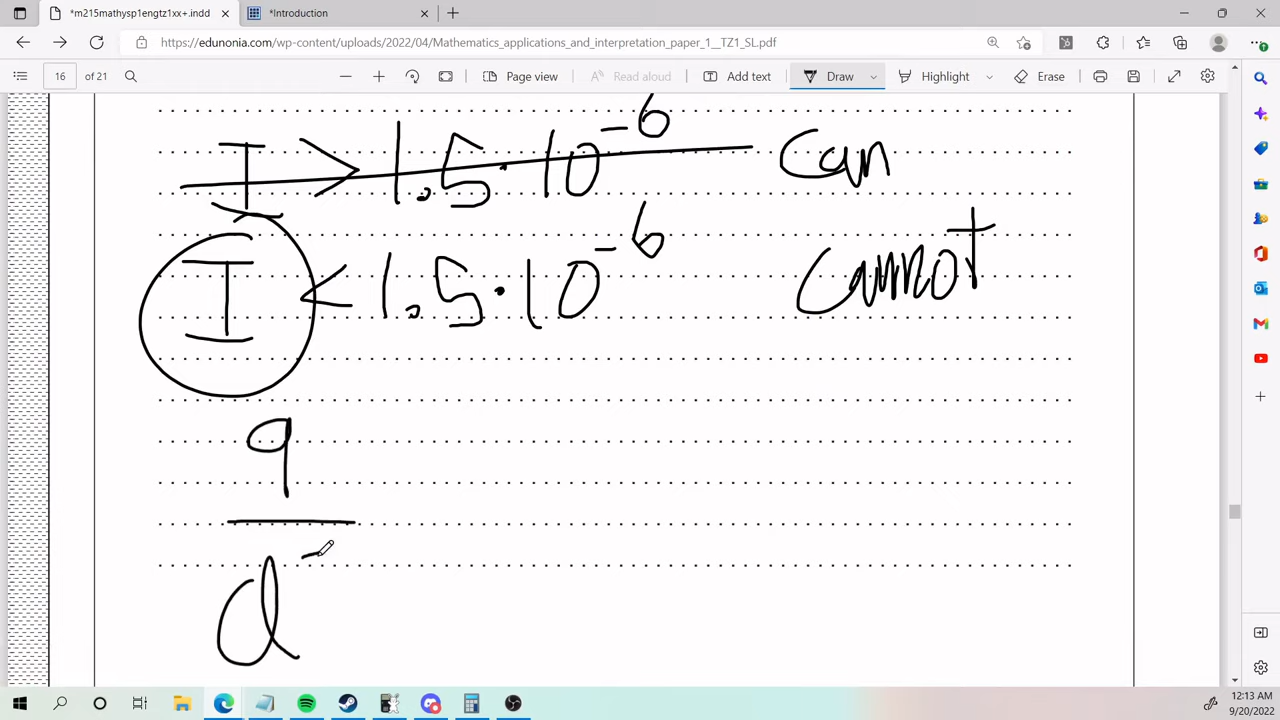 *m215mathysp1engtz1xx+.indd
*Introduction
https://edunonia.com/wp-content/uploads/2022/04/Mathematics_applications_and_interpretation_paper_1__TZ1_SL.pdf
16 of 21
Page view
Read aloud
Add text
Draw
Highlight
Erase
I > 1.5·10⁻⁶ can
I < 1.5·10⁻⁶ cannot
9
d
12:13 AM
9/20/2022